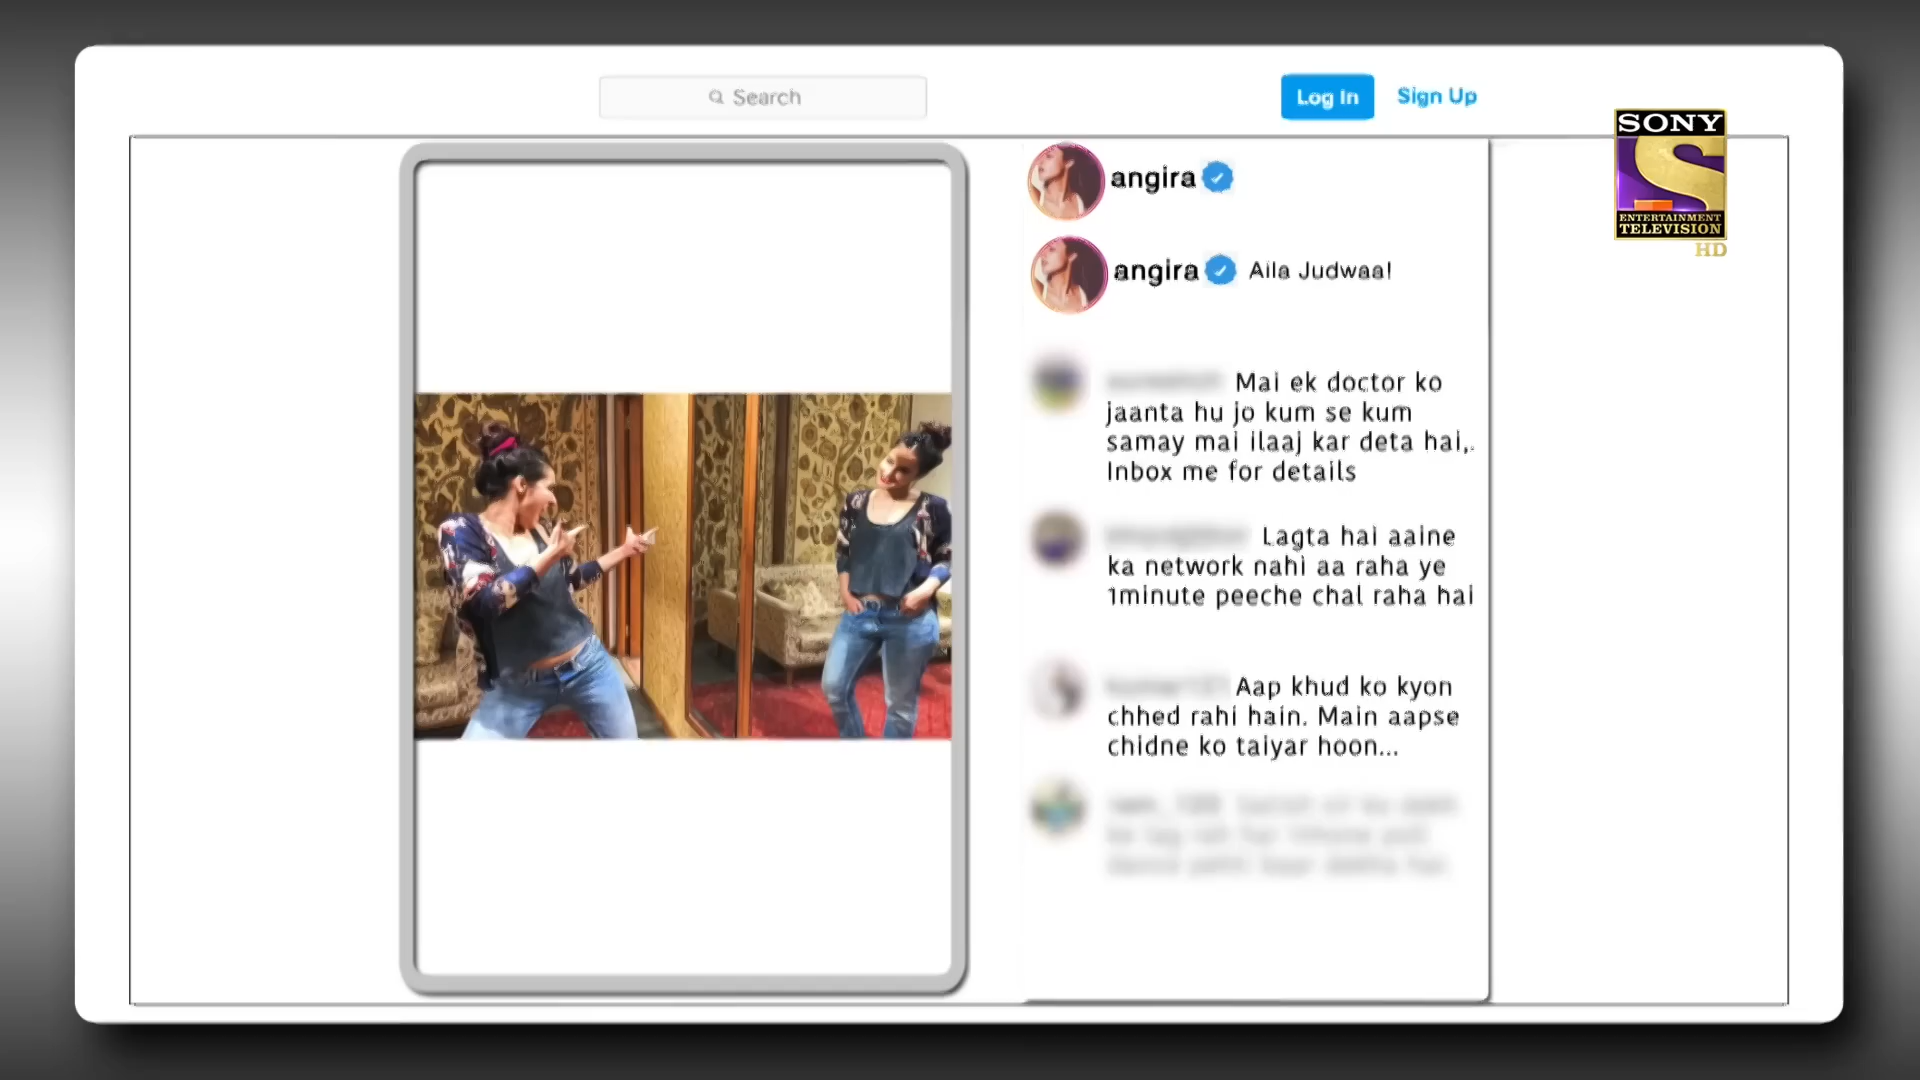 Search
Log In
Sign Up
SONY
ENTERTAINMENT
TELEVISION
HD
angira
angira Aila Judwaa!
Mai ek doctor ko
jaanta hu jo kum se kum
samay mai ilaaj kar deta hai,.
Inbox me for details
Lagta hai aaine
ka network nahi aa raha ye
1minute peeche chal raha hai
Aap khud ko kyon
chhed rahi hain. Main aapse
chidne ko taiyar hoon...